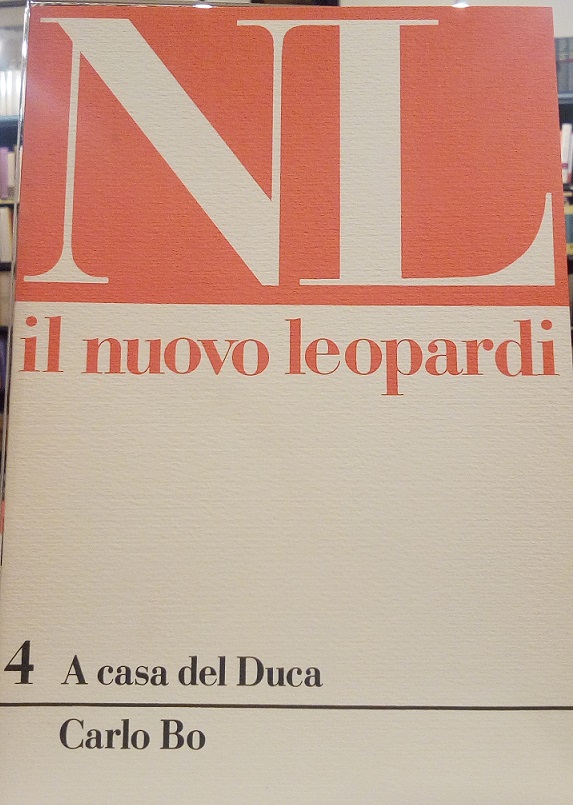 NL
il nuovo leopardi
4 A casa del Duca
Carlo Bo